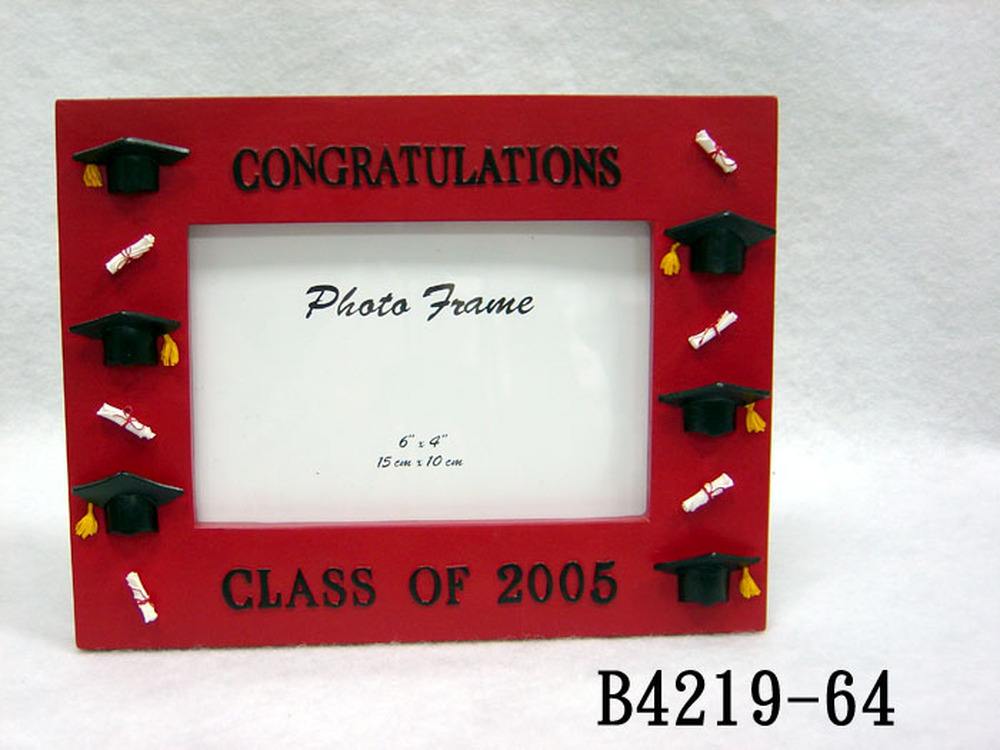 CONGRATULATIONS
Photo Frame
6" x 4"
15 cm x 10 cm
CLASS OF 2005
B4219-64